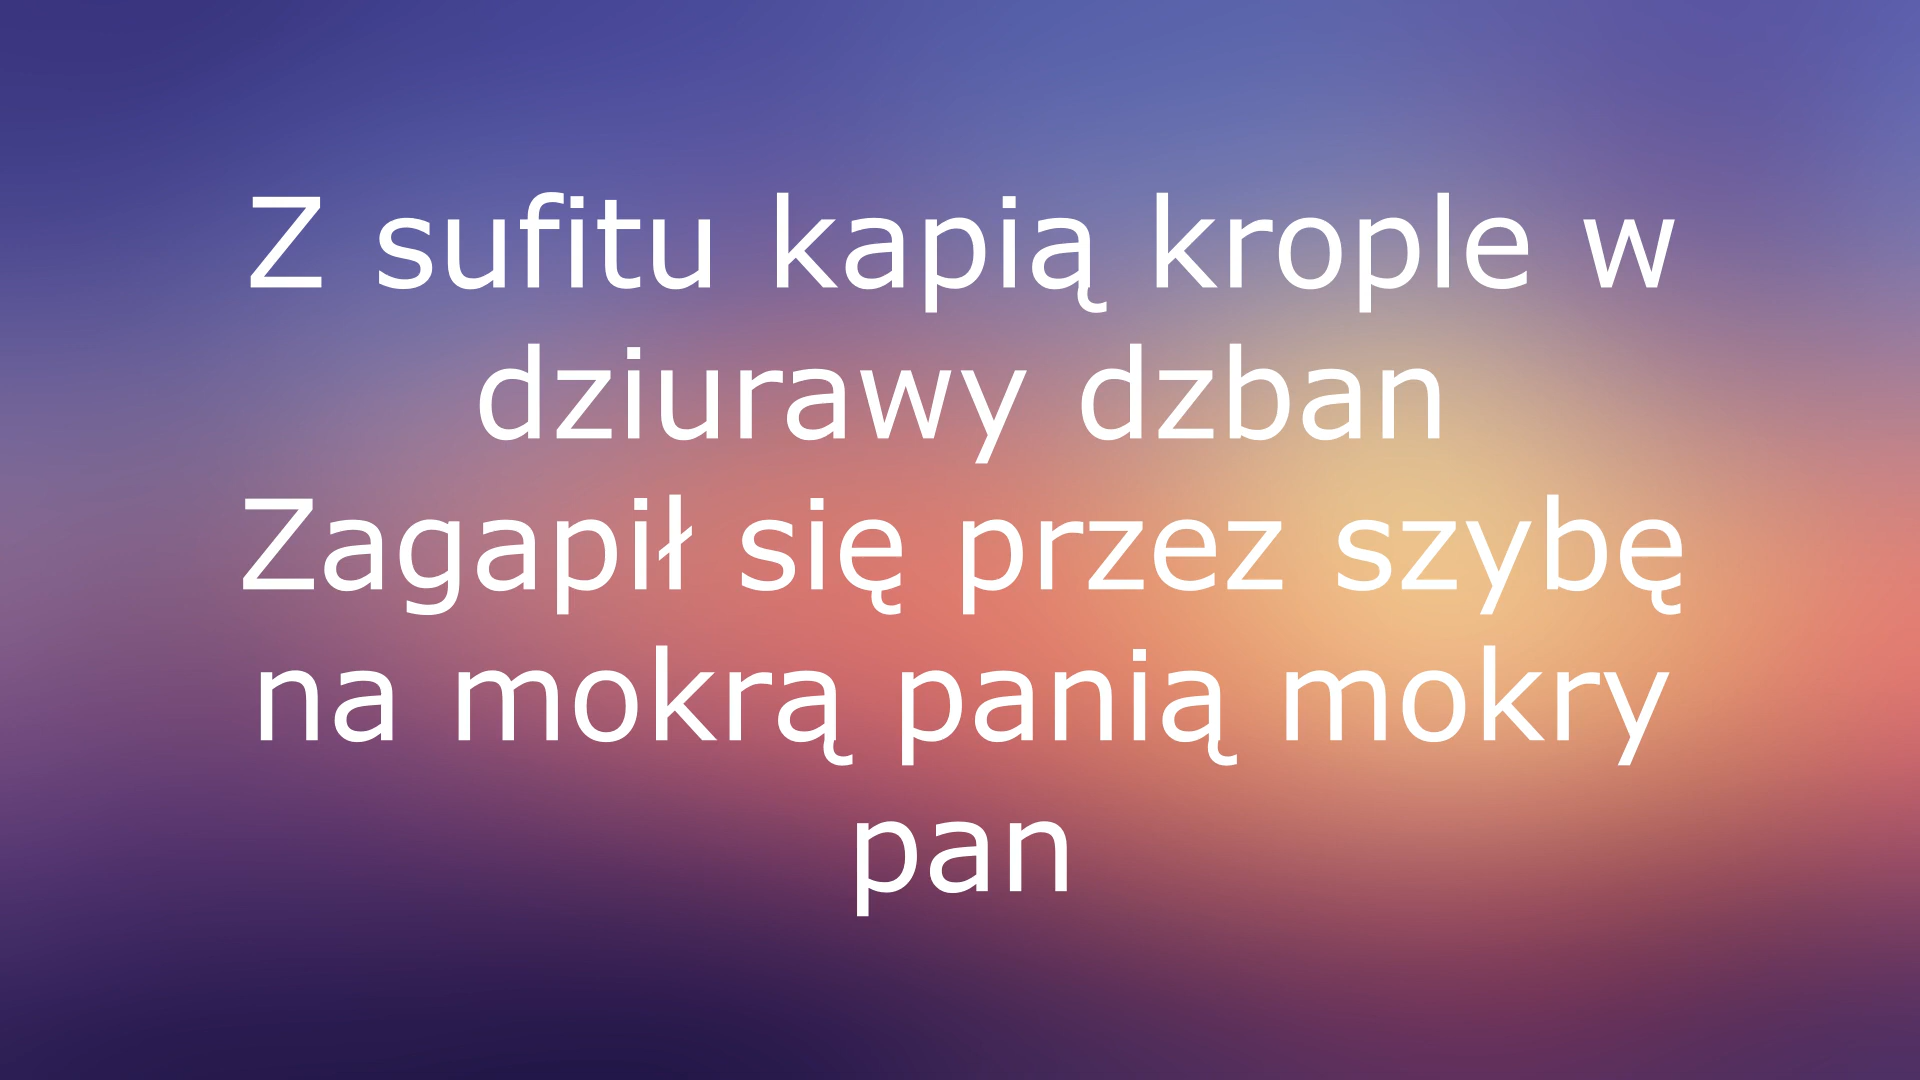 Z sufitu kapią krople w
dziurawy dzban
Zagapił się przez szybę
na mokrą panią mokry
pan